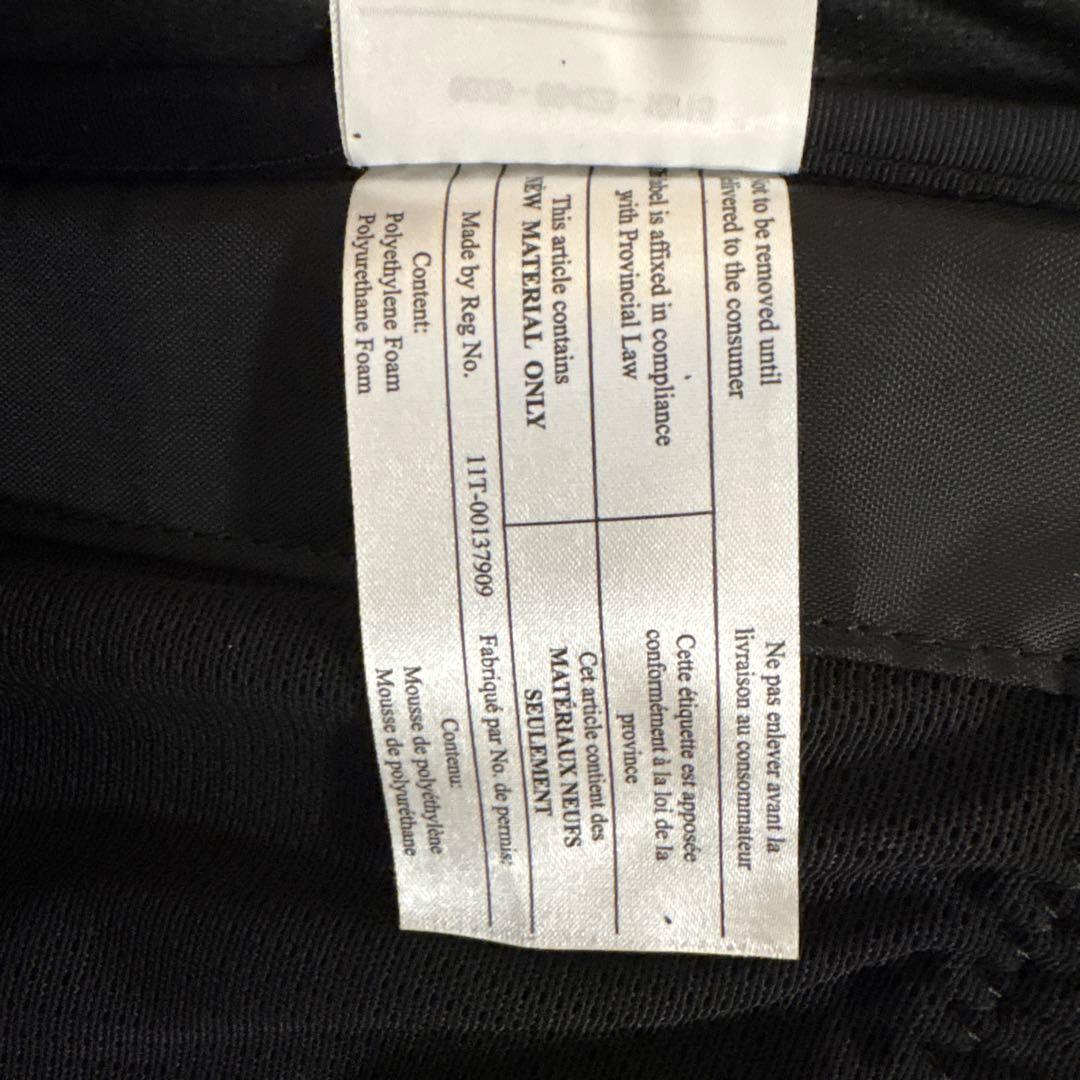 to be removed until
to the consumer
Ne pas enlever avant la
livraison au consommateur
is affixed in compliance
with Provincial Law
Cette étiquette est apposée
conformément à la loi de la
province
This article contains
NEW MATERIAL ONLY
Cet article contient des
MATÉRIAUX NEUFS
SEULEMENT
Made by Reg No. 11T-00137909 Fabriqué par No. de permis:
Content:
Polyethylene Foam
Polyurethane Foam
Contenu:
Mousse de polyéthylène
Mousse de polyuréthane